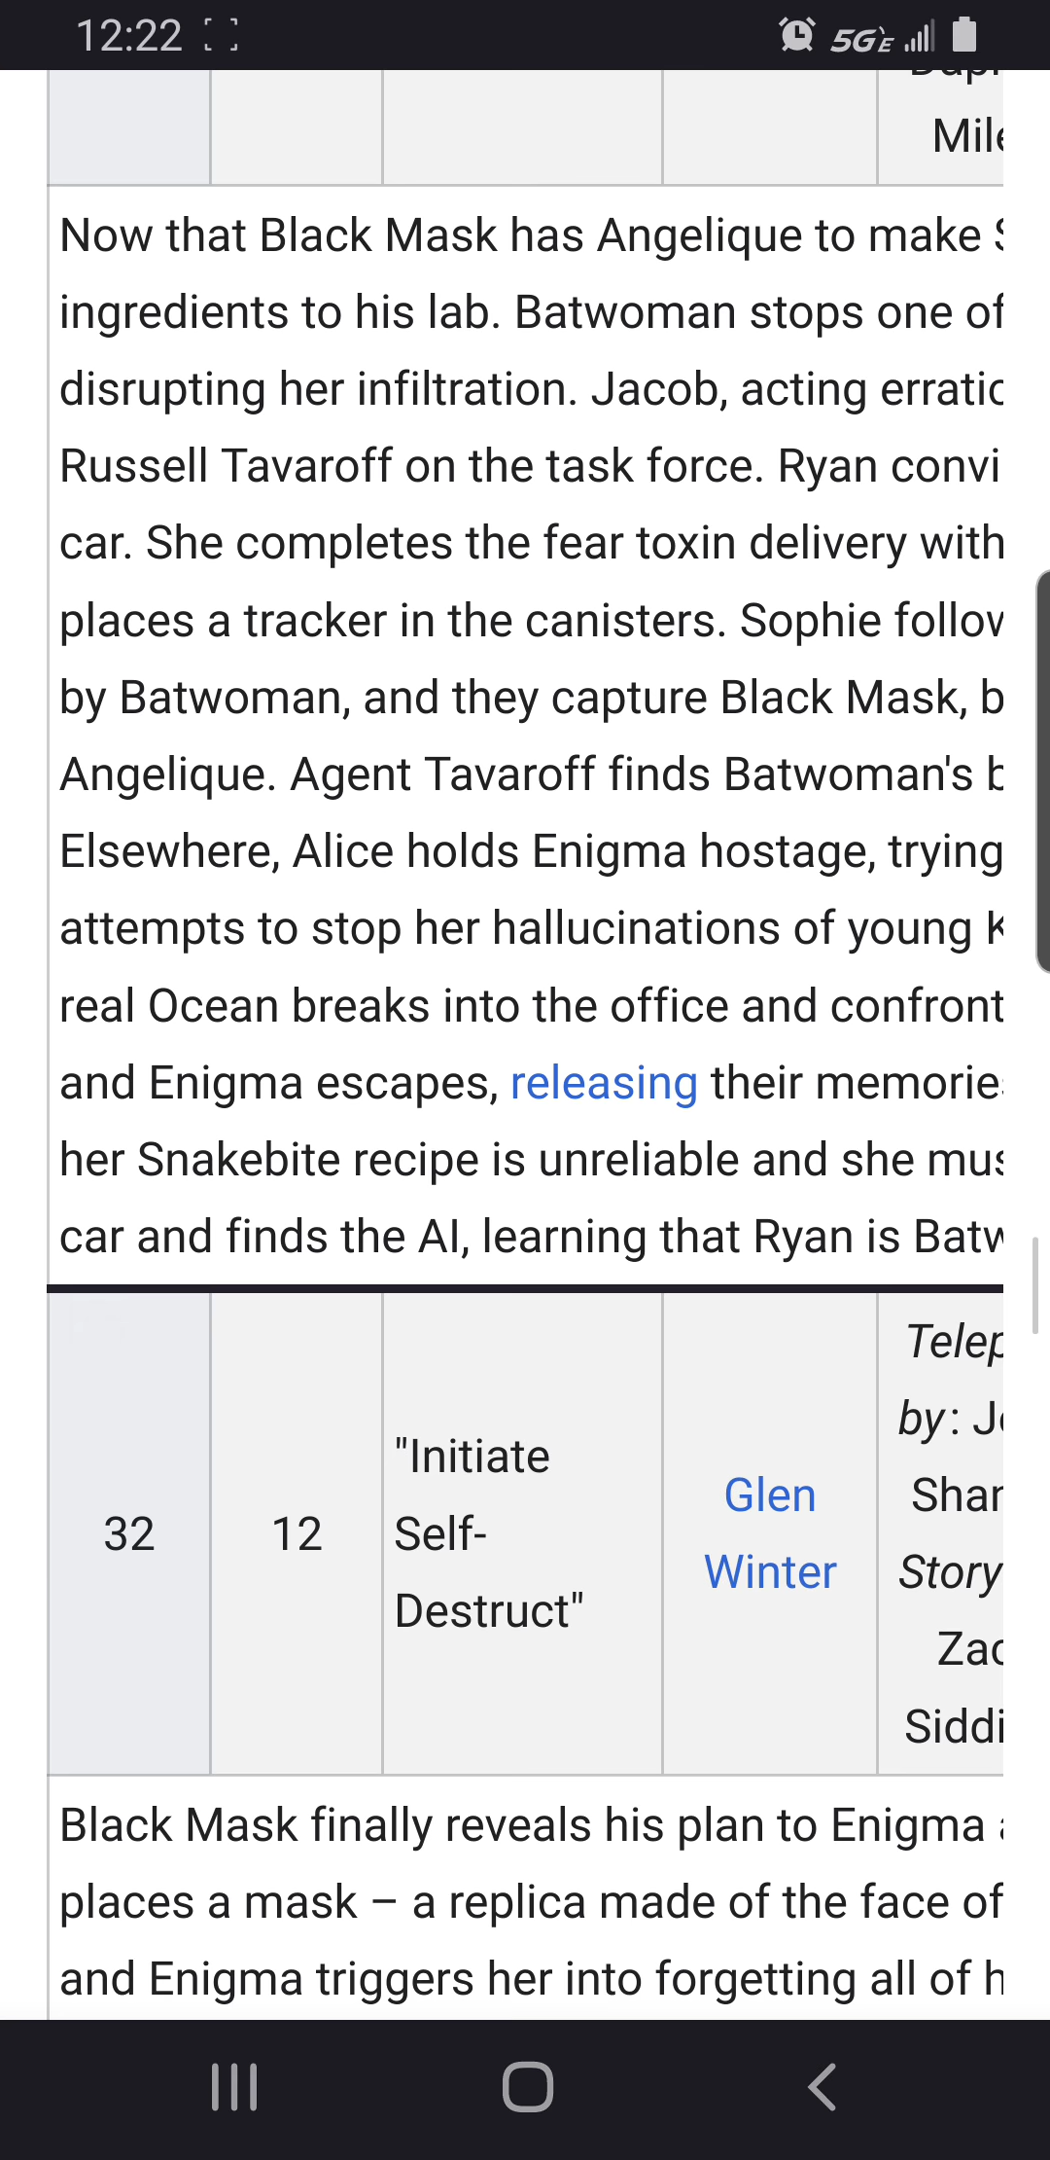 12:22 5GE
Mile
Now that Black Mask has Angelique to make
ingredients to his lab. Batwoman stops one of
disrupting her infiltration. Jacob, acting erratic
Russell Tavaroff on the task force. Ryan convi
car. She completes the fear toxin delivery with
places a tracker in the canisters. Sophie follow
by Batwoman, and they capture Black Mask, b
Angelique. Agent Tavaroff finds Batwoman's b
Elsewhere, Alice holds Enigma hostage, trying
attempts to stop her hallucinations of young K
real Ocean breaks into the office and confront
and Enigma escapes, releasing their memorie
her Snakebite recipe is unreliable and she mus
car and finds the AI, learning that Ryan is Batw
32
12
"Initiate
Self-
Destruct"
Glen
Winter
Telep
by: Jo
Shar
Story
Zac
Siddi
Black Mask finally reveals his plan to Enigma
places a mask – a replica made of the face of
and Enigma triggers her into forgetting all of h